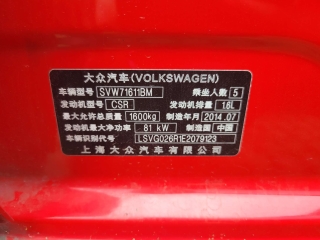 大众汽车(VOLKSWAGEN)
车辆型号 SVW71611BM 乘坐人数 5
发动机型号 CSR 发动机排量 1.6L
最大允许总质量 1600kg 制造年月 2014.07
发动机最大净功率 81 kW 制造国 中国
车辆识别代号 LSVG026R1E2079123
上海大众汽车有限公司